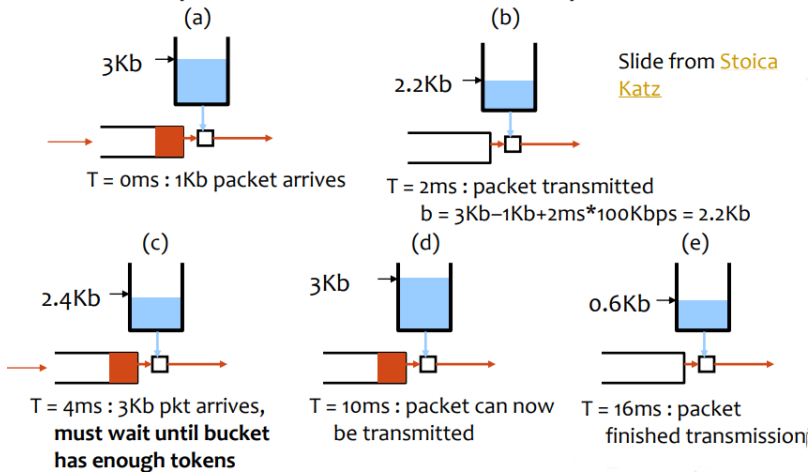 (a)
3Kb
T = 0ms : 1Kb packet arrives
(b)
2.2Kb
T = 2ms : packet transmitted
b = 3Kb–1Kb+2ms*100Kbps = 2.2Kb
Slide from Stoica
Katz
(c)
2.4Kb
T = 4ms : 3Kb pkt arrives,
must wait until bucket
has enough tokens
(d)
3Kb
T = 10ms : packet can now
be transmitted
(e)
0.6Kb
T = 16ms : packet
finished transmission